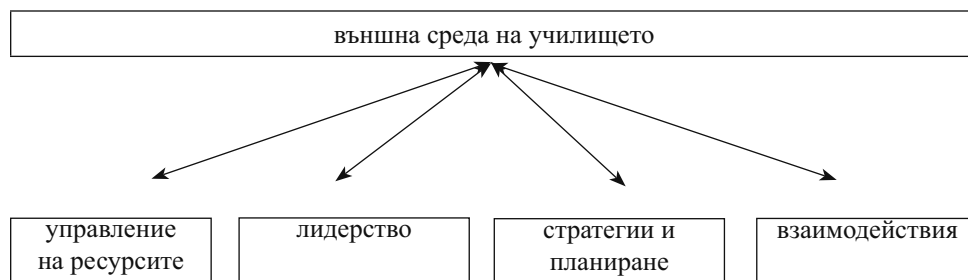 външна среда на училището
управление
на ресурсите
лидерство
стратегии и
планиране
взаимодействия